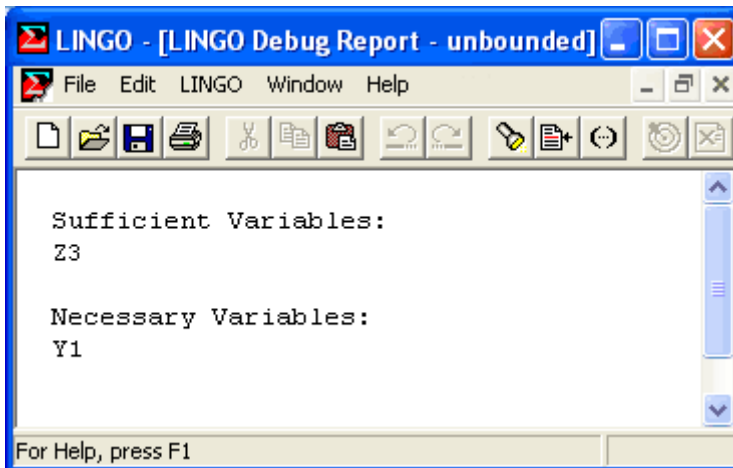 LINGO - [LINGO Debug Report - unbounded]
File Edit LINGO Window Help
Sufficient Variables:
Z3
Necessary Variables:
Y1
For Help, press F1